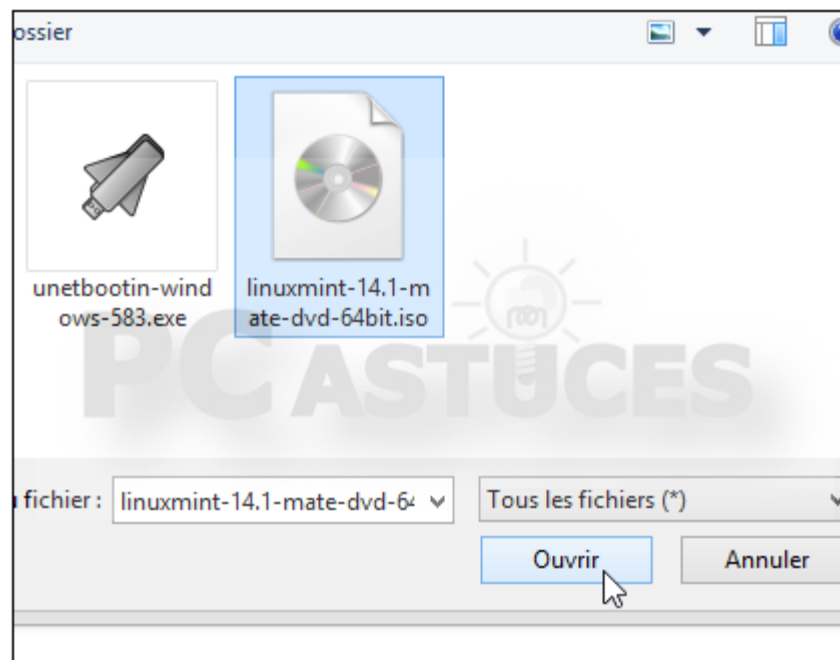 ossier
unetbootin-wind
ows-583.exe
linuxmint-14.1-m
ate-dvd-64bit.iso
PC ASTUCES
fichier :
linuxmint-14.1-mate-dvd-64
Tous les fichiers (*)
Ouvrir
Annuler